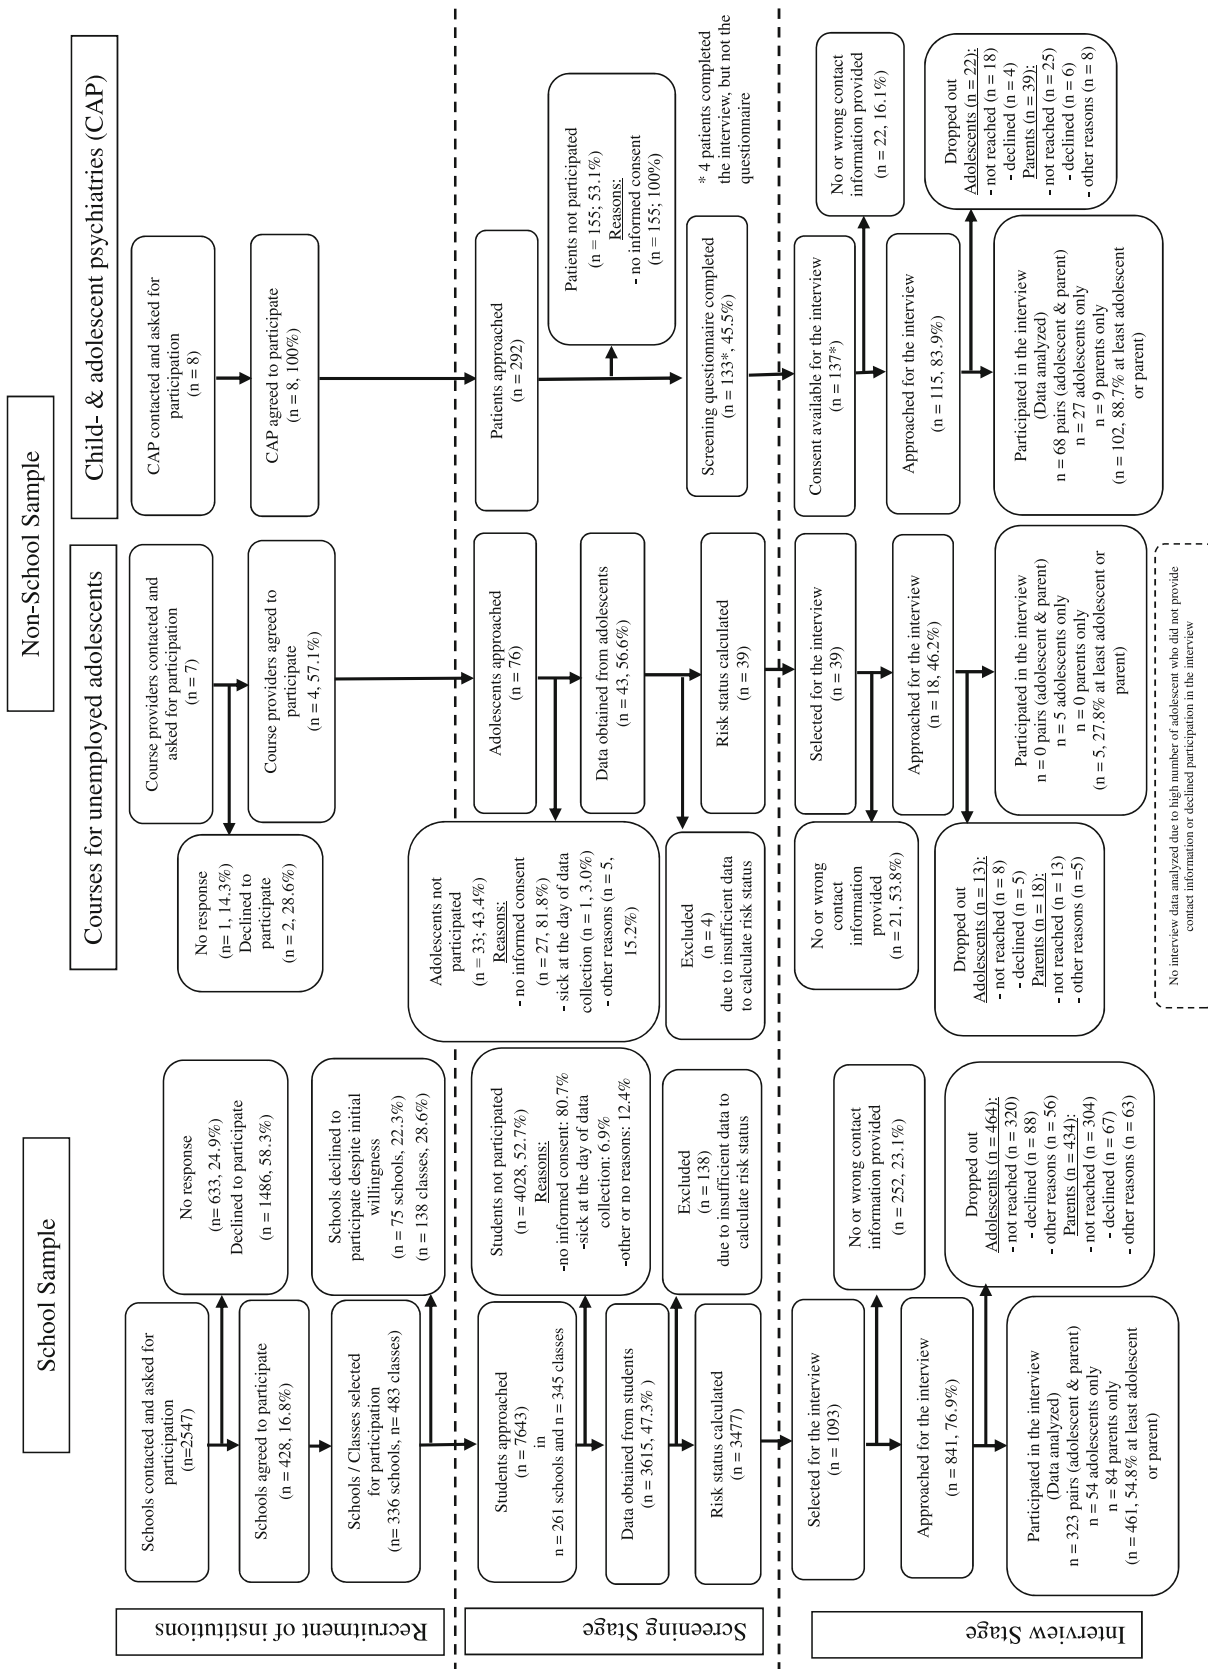 School Sample
Non-School Sample
Courses for unemployed adolescents
Child- & adolescent psychiatries (CAP)
Recruitment of institutions
Schools contacted and asked for
participation
(n=2547)
No response
(n= 633, 24.9%)
Declined to participate
(n = 1486, 58.3%)
Schools agreed to participate
(n = 428, 16.8%)
Schools / Classes selected
for participation
(n= 336 schools, n= 483 classes)
Schools declined to
participate despite initial
willingness
(n = 75 schools, 22.3%)
(n = 138 classes, 28.6%)
Course providers contacted and
asked for participation
(n = 7)
No response
(n= 1, 14.3%)
Declined to
participate
(n = 2, 28.6%)
Course providers agreed to
participate
(n = 4, 57.1%)
CAP contacted and asked for
participation
(n = 8)
CAP agreed to participate
(n = 8, 100%)
Screening Stage
Students approached
(n = 7643)
in
n = 261 schools and n = 345 classes
Students not participated
(n = 4028, 52.7%)
Reasons:
-no informed consent: 80.7%
-sick at the day of data
collection: 6.9%
-other or no reasons: 12.4%
Data obtained from students
(n = 3615, 47.3% )
Excluded
(n = 138)
due to insufficient data to
calculate risk status
Risk status calculated
(n = 3477)
Adolescents approached
(n = 76)
Adolescents not
participated
(n = 33; 43.4%)
Reasons:
- no informed consent
(n = 27, 81.8%)
- sick at the day of data
collection (n = 1, 3.0%)
- other reasons (n = 5,
15.2%)
Data obtained from adolescents
(n = 43, 56.6%)
Excluded
(n = 4)
due to insufficient data
to calculate risk status
Risk status calculated
(n = 39)
Patients approached
(n = 292)
Patients not participated
(n = 155; 53.1%)
Reasons:
- no informed consent
(n = 155; 100%)
Screening questionnaire completed
(n = 133*, 45.5%)
* 4 patients completed
the interview, but not the
questionnaire
Interview Stage
Selected for the interview
(n = 1093)
No or wrong contact
information provided
(n = 252, 23.1%)
Approached for the interview
(n = 841, 76.9%)
Dropped out
Adolescents (n = 464):
- not reached (n = 320)
- declined (n = 88)
- other reasons (n = 56)
Parents (n = 434):
- not reached (n = 304)
- declined (n = 67)
- other reasons (n = 63)
Participated in the interview
(Data analyzed)
n = 323 pairs (adolescent & parent)
n = 54 adolescents only
n = 84 parents only
(n = 461, 54.8% at least adolescent
or parent)
Selected for the interview
(n = 39)
No or wrong
contact
information
provided
(n = 21, 53.8%)
Approached for the interview
(n = 18, 46.2%)
Dropped out
Adolescents (n = 13):
- not reached (n = 8)
- declined (n = 5)
Parents (n = 18):
- not reached (n = 13)
- other reasons (n =5)
Participated in the interview
n = 0 pairs (adolescent & parent)
n = 5 adolescents only
n = 0 parents only
(n = 5, 27.8% at least adolescent or
parent)
No interview data analyzed due to high number of adolescent who did not provide
contact information or declined participation in the interview
Consent available for the interview
(n = 137*)
No or wrong contact
information provided
(n = 22, 16.1%)
Approached for the interview
(n = 115, 83.9%)
Dropped out
Adolescents (n = 22):
- not reached (n = 18)
- declined (n = 4)
Parents (n = 39):
- not reached (n = 25)
- declined (n = 6)
- other reasons (n = 8)
Participated in the interview
(Data analyzed)
n = 68 pairs (adolescent & parent)
n = 27 adolescents only
n = 9 parents only
(n = 102, 88.7% at least adolescent
or parent)